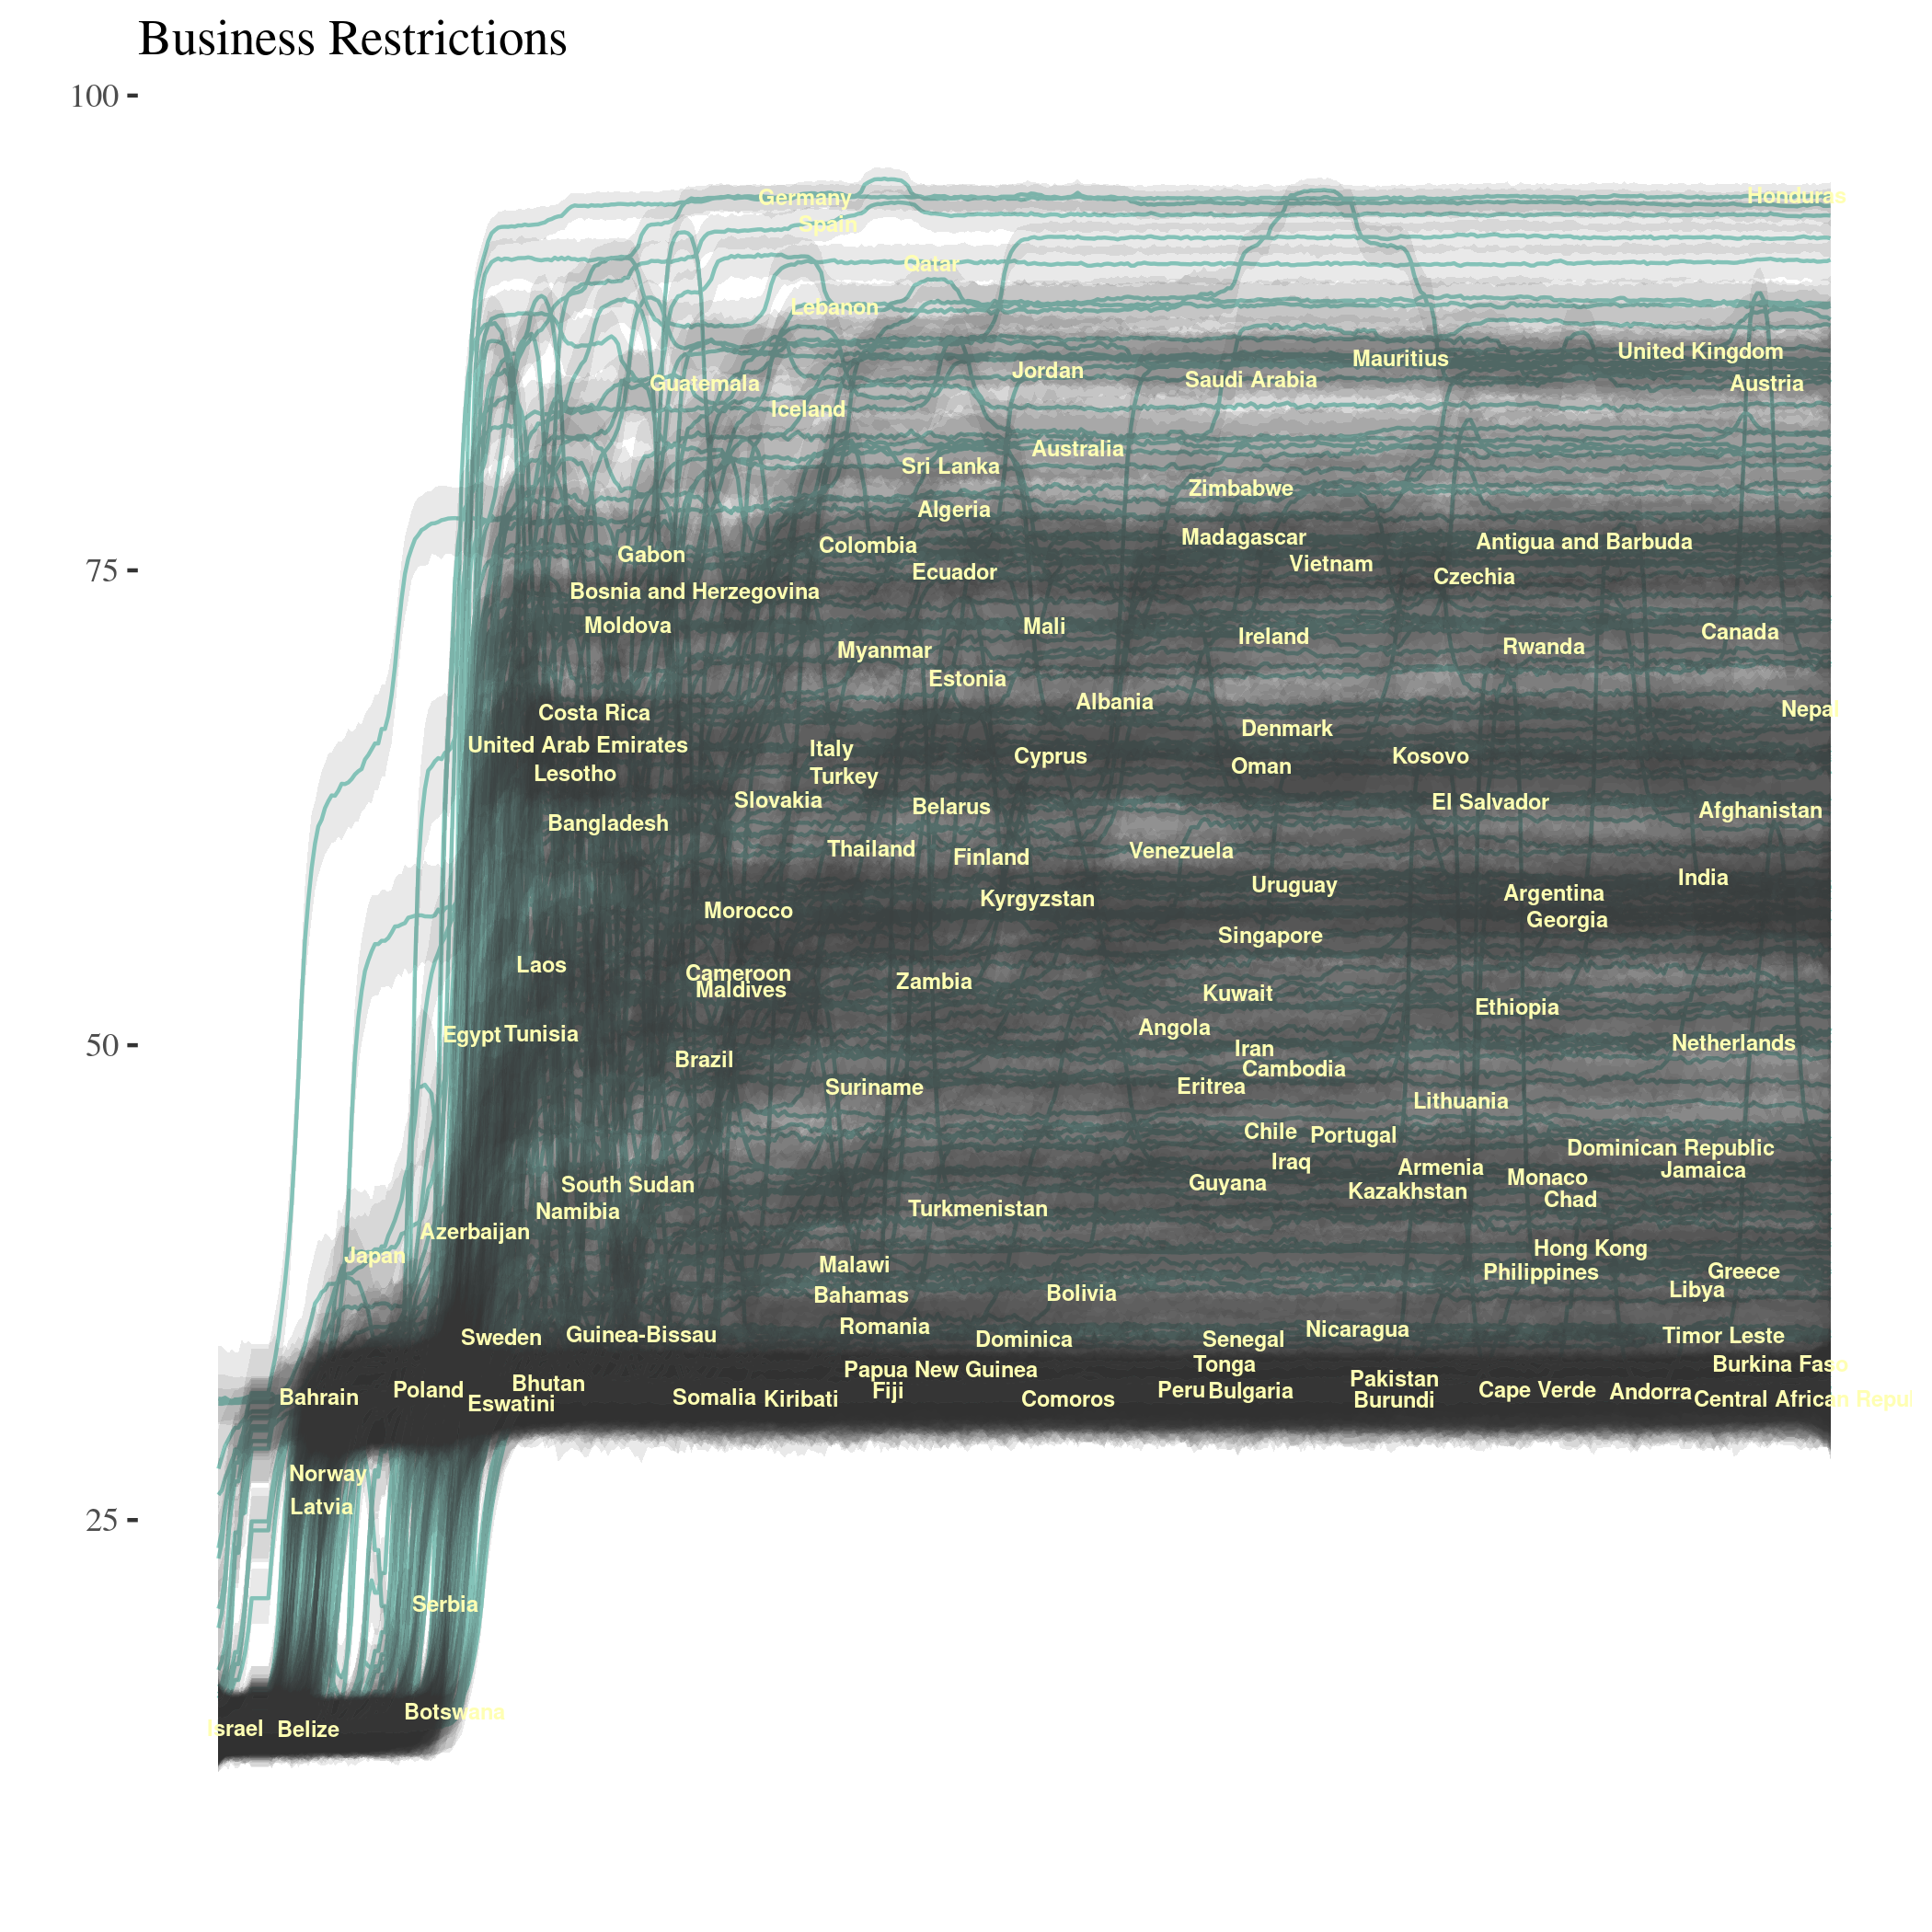 Business Restrictions
100
Germany
Honduras
Spain
Qatar
Lebanon
United Kingdom
Mauritius
Jordan
Saudi Arabia
Guatemala
Austria
Iceland
Australia
Sri Lanka
Zimbabwe
Algeria
Madagascar
Antigua and Barbuda
Colombia
Gabon
Vietnam
75
Ecuador
Czechia
Bosnia and Herzegovina
Moldova
Mali
Canada
Ireland
Rwanda
Myanmar
Estonia
Albania
Nepal
Costa Rica
Denmark
United Arab Emirates
Italy
Cyprus
Kosovo
Oman
Lesotho
Turkey
Slovakia
El Salvador
Belarus
Afghanistan
Bangladesh
Thailand
Venezuela
Finland
India
Uruguay
Argentina
Kyrgyzstan
Morocco
Georgia
Singapore
Laos
Cameroon
Zambia
Maldives
Kuwait
Ethiopia
Angola
Egypt
Tunisia
50
Netherlands
Iran
Brazil
Cambodia
Eritrea
Suriname
Lithuania
Chile
Portugal
Dominican Republic
Iraq
Armenia
Jamaica
Monaco
Guyana
South Sudan
Kazakhstan
Chad
Turkmenistan
Namibia
Azerbaijan
Hong Kong
Japan
Malawi
Philippines
Greece
Libya
Bolivia
Bahamas
Romania
Nicaragua
Guinea-Bissau
Timor Leste
Sweden
Dominica
Senegal
Tonga
Burkina Faso
Papua New Guinea
Pakistan
Bhutan
Poland
Fiji
Peru
Bulgaria
Cape Verde
Andorra
Bahrain
Somalia
Kiribati
Comoros
Burundi
Central African Repu
Eswatini
Norway
Latvia
25
Serbia
Botswana
Israel
Belize